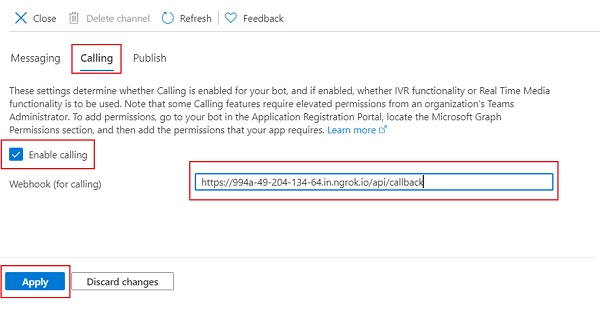 Close Delete channel Refresh Feedback
Messaging Calling Publish
These settings determine whether Calling is enabled for your bot, and if enabled, whether IVR functionality or Real Time Media
functionality is to be used. Note that some Calling features require elevated permissions from an organization's Teams
Administrator. To add permissions, go to your bot in the Application Registration Portal, locate the Microsoft Graph
Permissions section, and then add the permissions that your app requires. Learn more
Enable calling
Webhook (for calling) https://994a-49-204-134-64.in.ngrok.io/api/callback
Apply Discard changes